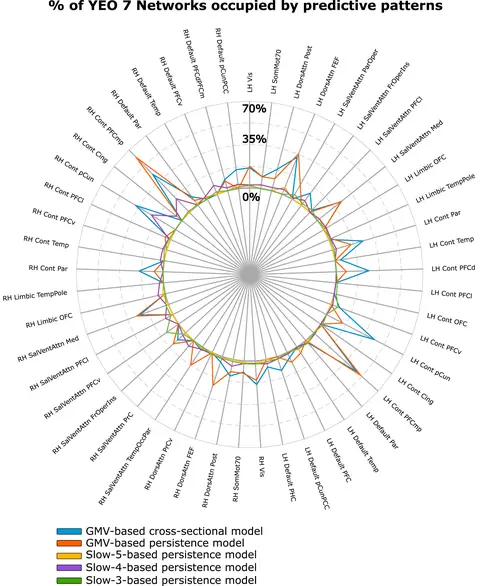 % of YEO 7 Networks occupied by predictive patterns
70%
35%
0%
LH Vis
LH SomMot70
LH DorsAttn Post
LH DorsAttn FEF
LH SalVentAttn ParOper
LH SalVentAttn FrOperIns
LH SalVentAttn PFCl
LH SalVentAttn Med
LH Limbic OFC
LH Limbic TempPole
LH Cont Par
LH Cont Temp
LH Cont PFCd
LH Cont PFCl
LH Cont OFC
LH Cont PFCv
LH Cont pCun
LH Cont Cing
LH Cont PFCmp
LH Default Par
LH Default Temp
LH Default PFC
LH Default pCunPCC
LH Default PHC
RH Vis
RH SomMot70
RH DorsAttn Post
RH DorsAttn FEF
RH DorsAttn PrCv
RH SalVentAttn TempOccPar
RH SalVentAttn PrC
RH SalVentAttn FrOperIns
RH SalVentAttn PFCv
RH SalVentAttn PFCl
RH SalVentAttn Med
RH Limbic OFC
RH Limbic TempPole
RH Cont Par
RH Cont Temp
RH Cont PFCv
RH Cont PFCl
RH Cont pCun
RH Cont Cing
RH Cont PFCmp
RH Default Par
RH Default Temp
RH Default PFCv
RH Default PFCdPFCm
RH Default pCunPCC
GMV-based cross-sectional model
GMV-based persistence model
Slow-5-based persistence model
Slow-4-based persistence model
Slow-3-based persistence model